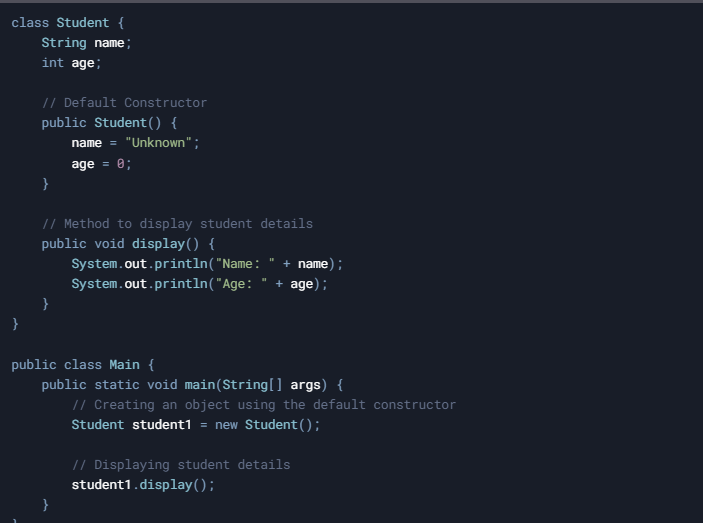 class Student {
    String name;
    int age;

    // Default Constructor
    public Student() {
        name = "Unknown";
        age = 0;
    }

    // Method to display student details
    public void display() {
        System.out.println("Name: " + name);
        System.out.println("Age: " + age);
    }
}

public class Main {
    public static void main(String[] args) {
        // Creating an object using the default constructor
        Student student1 = new Student();

        // Displaying student details
        student1.display();
    }
}